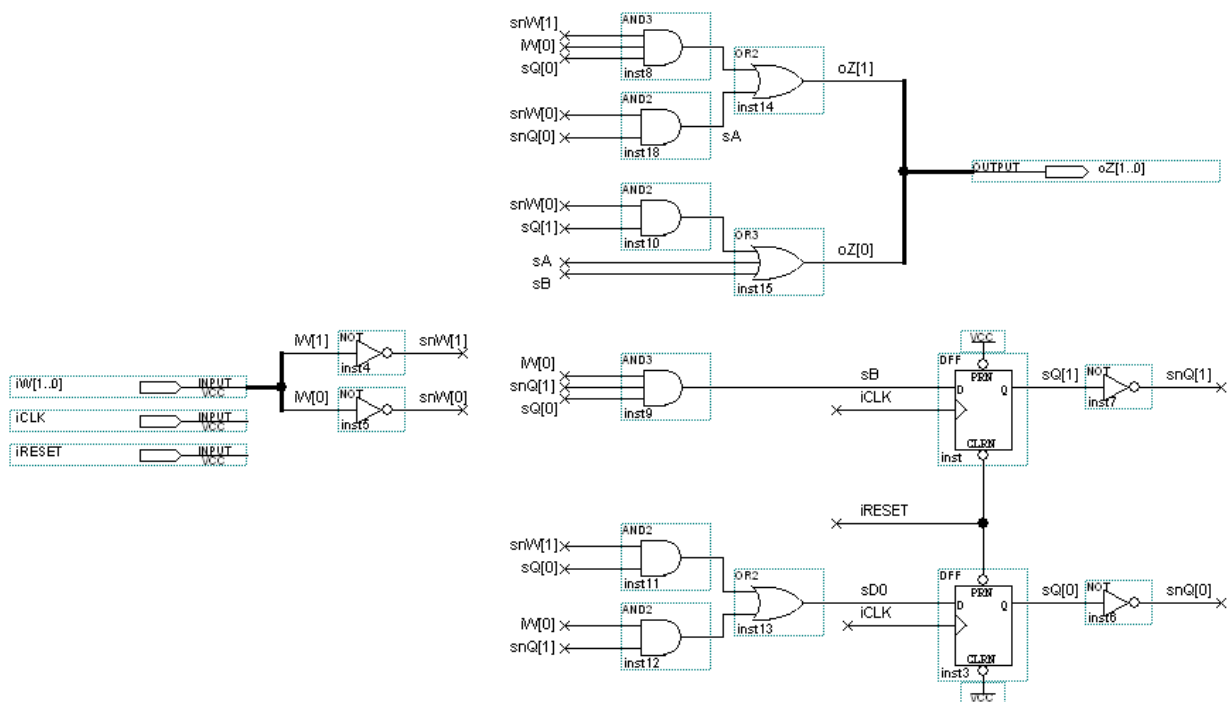 snW[1]
iW[0]
sQ[0]
AND3
inst8
OR2
inst14
oZ[1]
snW[0]
snQ[0]
AND2
inst18
sA
OUTPUT
oZ[1..0]
snW[0]
sQ[1]
AND2
inst10
sA
sB
OR3
inst15
oZ[0]
iW[1..0]
INPUT
VCC
iCLK
INPUT
VCC
iRESET
INPUT
VCC
iW[1]
NOT
inst4
snW[1]
iW[0]
NOT
inst5
snW[0]
iW[0]
snQ[1]
sQ[0]
AND3
inst9
sB
iCLK
VCC
DFF
PRN
D
Q
CLRN
inst
sQ[1]
NOT
inst7
snQ[1]
iRESET
snW[1]
sQ[0]
AND2
inst11
iW[0]
snQ[1]
AND2
inst12
OR2
inst13
sD0
iCLK
DFF
PRN
D
Q
CLRN
inst3
VCC
sQ[0]
NOT
inst6
snQ[0]